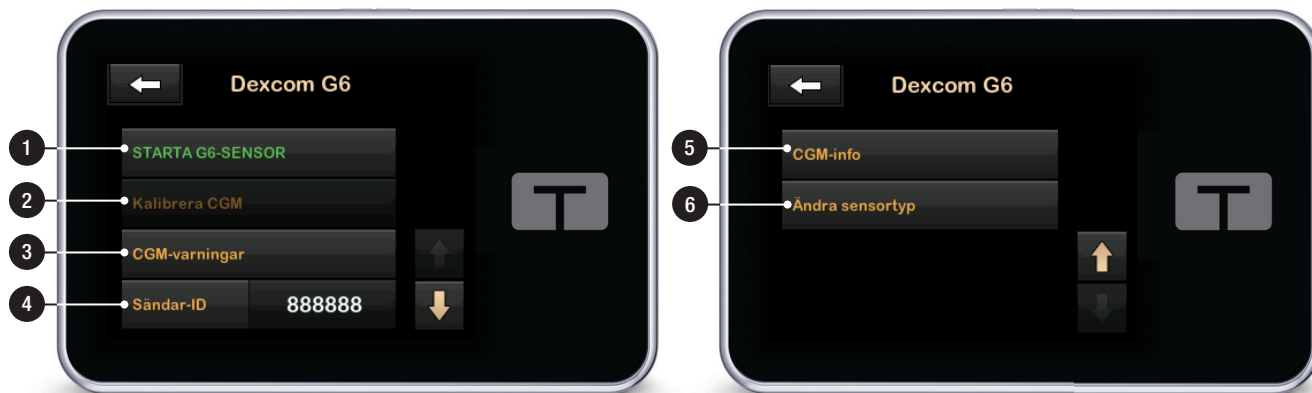 Dexcom G6
1 STARTA G6-SENSOR
2 Kalibrera CGM
3 CGM-varningar
4 Sändar-ID 888888
Dexcom G6
5 CGM-info
6 Ändra sensortyp